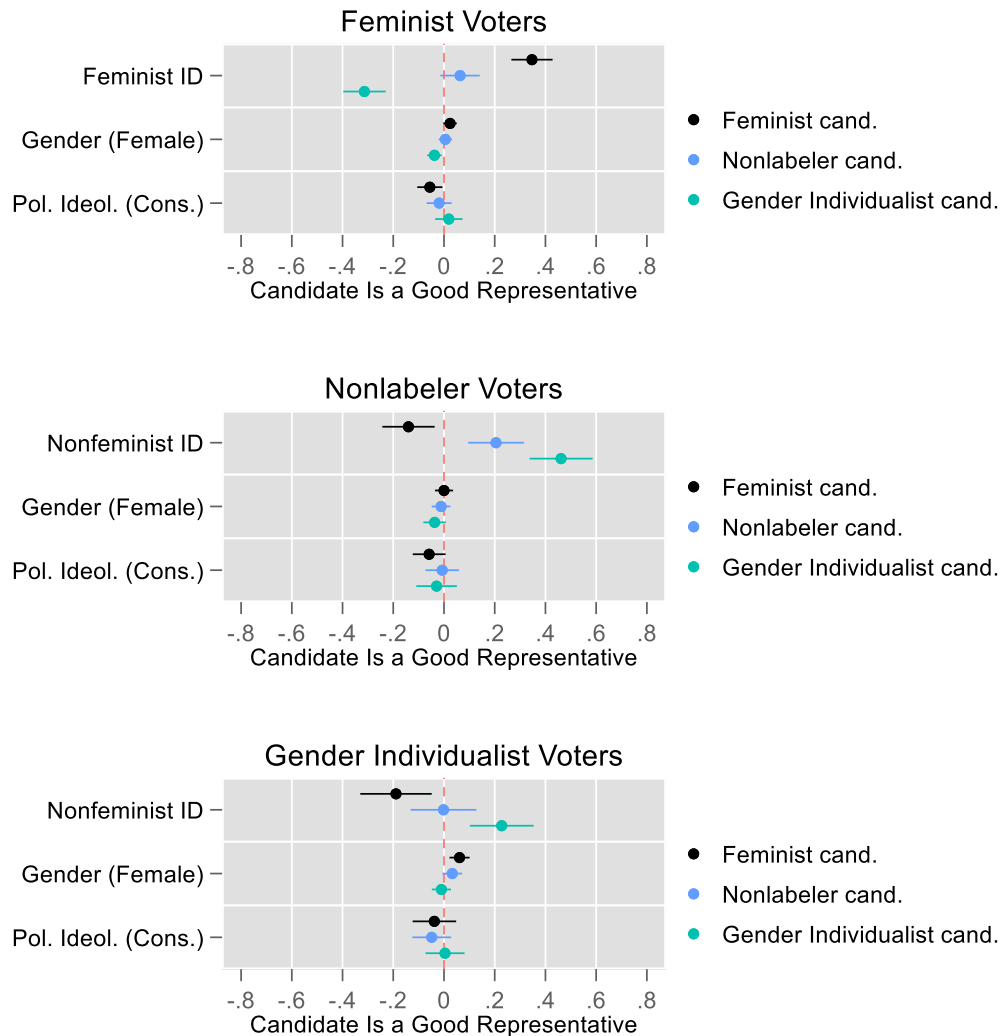 Feminist Voters
Feminist ID
Gender (Female)
Pol. Ideol. (Cons.)
-.8 -.6 -.4 -.2 0 .2 .4 .6 .8
Candidate Is a Good Representative
Feminist cand.
Nonlabeler cand.
Gender Individualist cand.
Nonlabeler Voters
Nonfeminist ID
Gender (Female)
Pol. Ideol. (Cons.)
-.8 -.6 -.4 -.2 0 .2 .4 .6 .8
Candidate Is a Good Representative
Feminist cand.
Nonlabeler cand.
Gender Individualist cand.
Gender Individualist Voters
Nonfeminist ID
Gender (Female)
Pol. Ideol. (Cons.)
-.8 -.6 -.4 -.2 0 .2 .4 .6 .8
Candidate Is a Good Representative
Feminist cand.
Nonlabeler cand.
Gender Individualist cand.